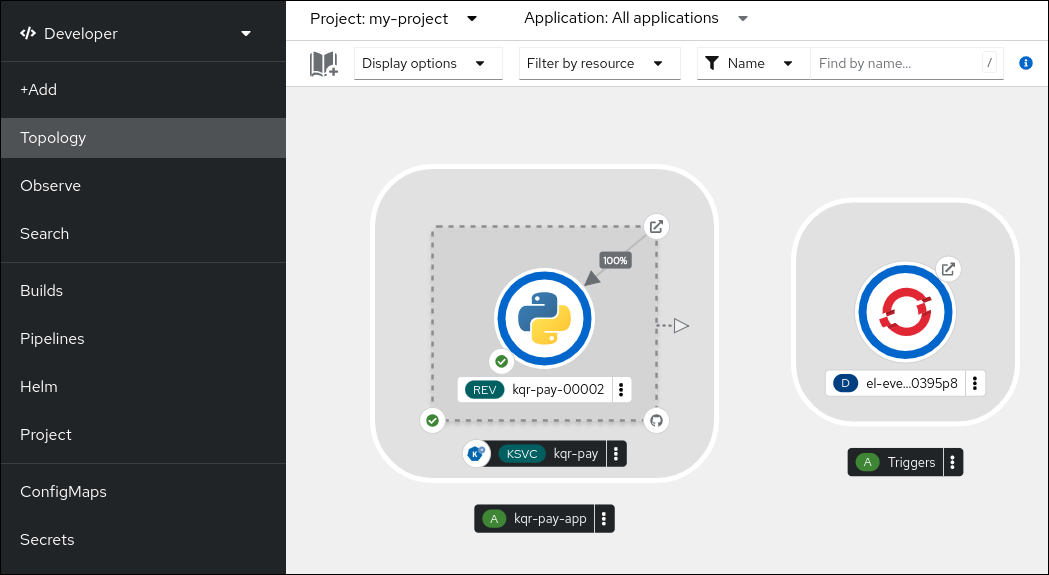 Developer
+Add
Topology
Observe
Search
Builds
Pipelines
Helm
Project
ConfigMaps
Secrets
Project: my-project
Application: All applications
Display options
Filter by resource
Name
Find by name...
/
i
100%
REV kqr-pay-00002
K
KSVC kqr-pay
A kqr-pay-app
D el-eve...0395p8
A Triggers